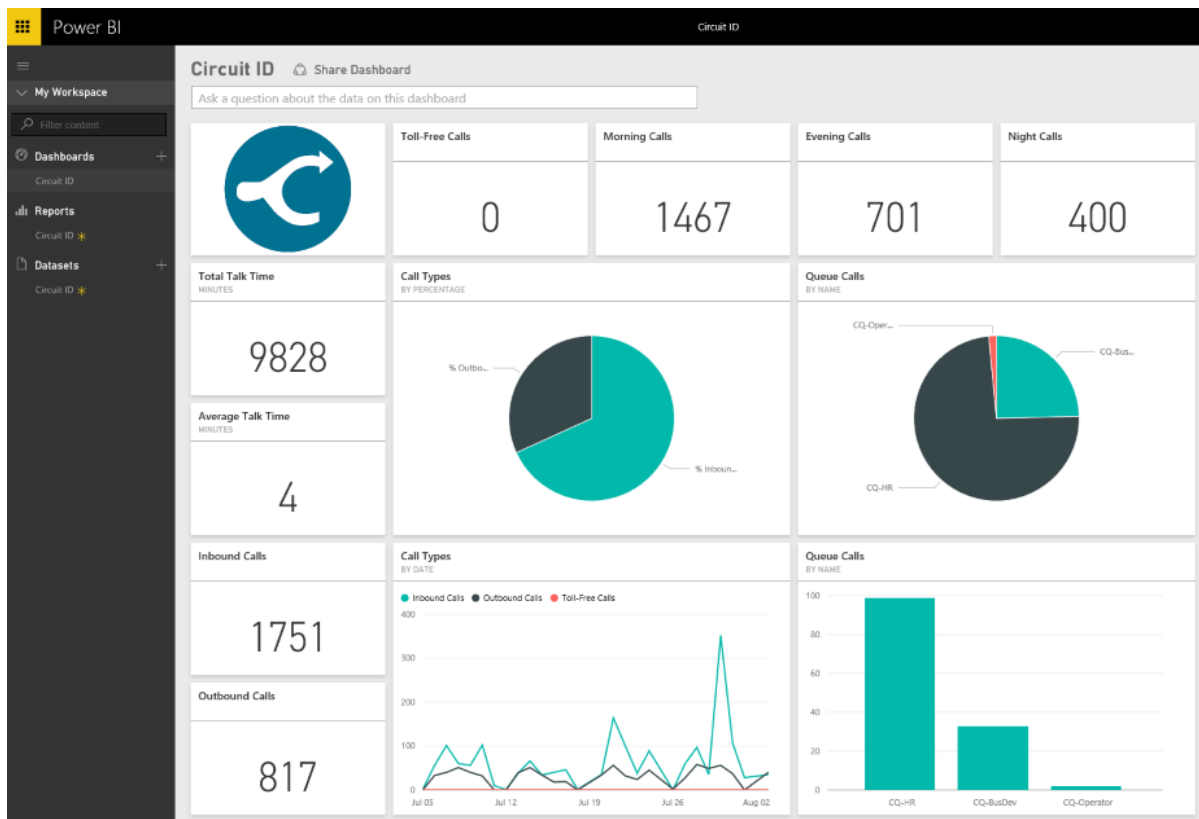 Power BI
Circuit ID
My Workspace
Filter content
Dashboards
Circuit ID
Reports
Circuit ID
Datasets
Circuit ID
Circuit ID
Share Dashboard
Ask a question about the data on this dashboard
Toll-Free Calls
0
Morning Calls
1467
Evening Calls
701
Night Calls
400
Total Talk Time
MINUTES
9828
Call Types
BY PERCENTAGE
% Outbo...
% Inboun...
Queue Calls
BY NAME
CQ-Oper...
CQ-Bus...
CQ-HR
Average Talk Time
MINUTES
4
Inbound Calls
1751
Outbound Calls
817
Call Types
BY DATE
Inbound Calls Outbound Calls Toll-Free Calls
400
300
200
100
0
Jul 05 Jul 12 Jul 19 Jul 26 Aug 02
Queue Calls
BY NAME
100
80
60
40
20
0
CQ-HR CQ-BusDev CQ-Operator